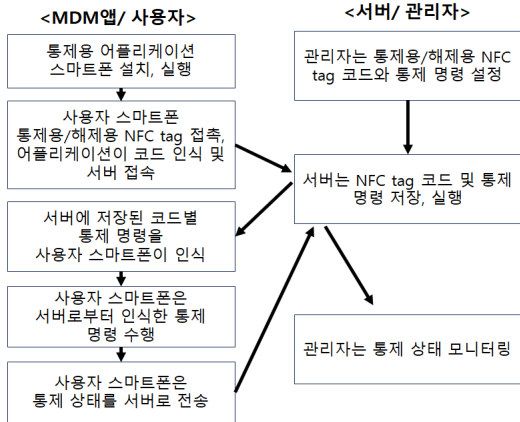 <MDM앱/ 사용자>
통제용 어플리케이션
스마트폰 설치, 실행
사용자 스마트폰
통제용/해제용 NFC tag 접촉,
어플리케이션이 코드 인식 및
서버 접속
서버에 저장된 코드별
통제 명령을
사용자 스마트폰이 인식
사용자 스마트폰은
서버로부터 인식한 통제
명령 수행
사용자 스마트폰은
통제 상태를 서버로 전송
<서버/ 관리자>
관리자는 통제용/해제용 NFC
tag 코드와 통제 명령 설정
서버는 NFC tag 코드 및 통제
명령 저장, 실행
관리자는 통제 상태 모니터링